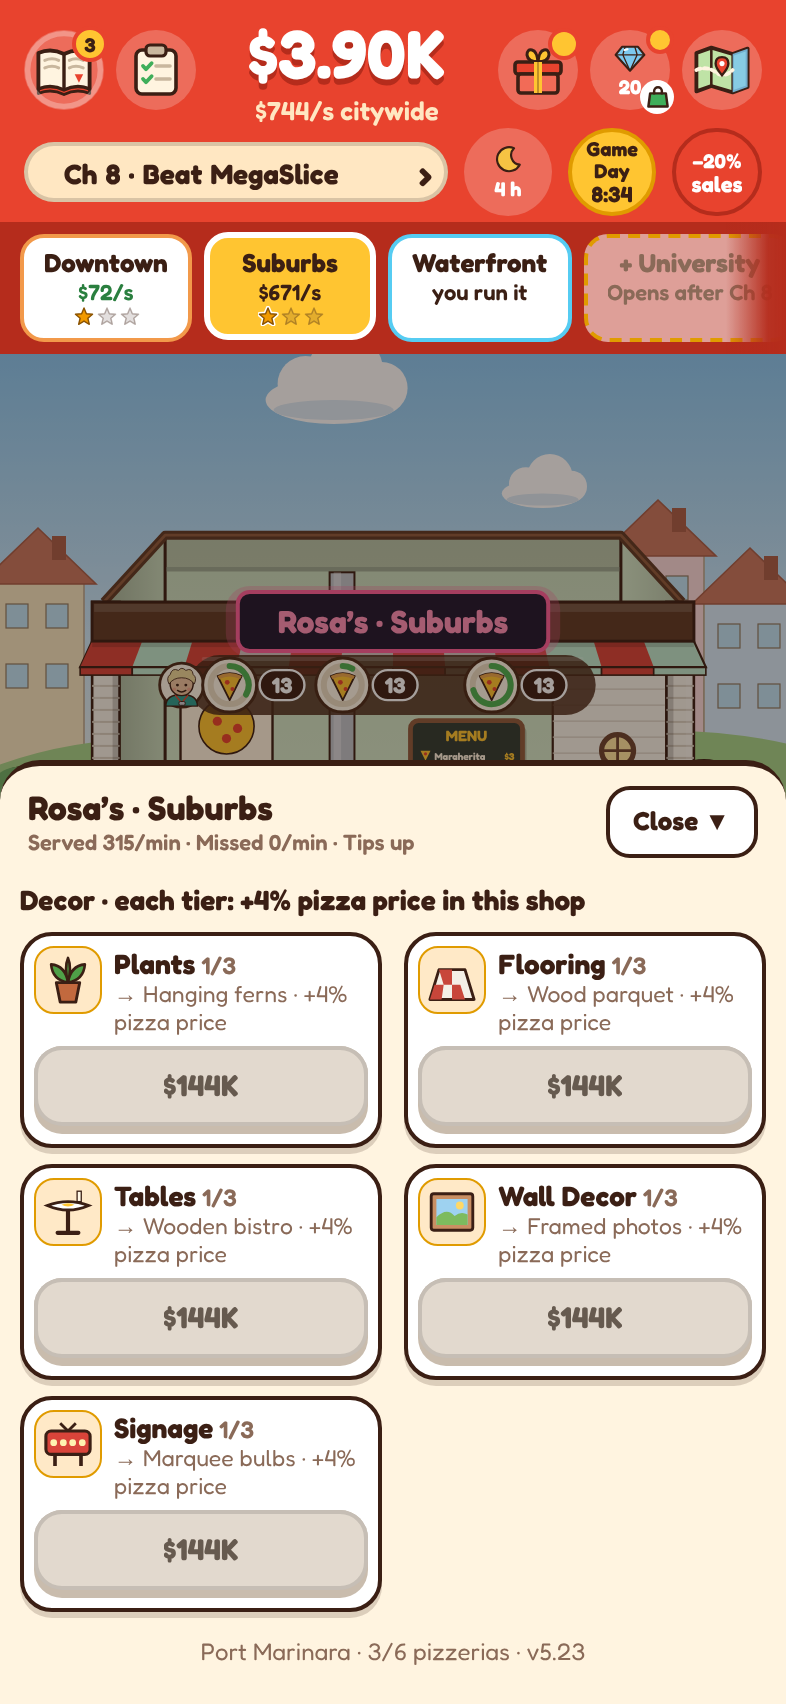 3
$3.90K
$744/s citywide
20
Ch 8 · Beat MegaSlice ›
4 h
Game
Day
8:34
−20%
sales
Downtown
$72/s
Suburbs
$671/s
Waterfront
you run it
+ University
Opens after Ch 8
Rosa's · Suburbs
13
13
13
MENU
Margherita $3
Rosa's · Suburbs
Served 315/min · Missed 0/min · Tips up
Close ▼
Decor · each tier: +4% pizza price in this shop
Plants 1/3
→ Hanging ferns · +4%
pizza price
$144K
Flooring 1/3
→ Wood parquet · +4%
pizza price
$144K
Tables 1/3
→ Wooden bistro · +4%
pizza price
$144K
Wall Decor 1/3
→ Framed photos · +4%
pizza price
$144K
Signage 1/3
→ Marquee bulbs · +4%
pizza price
$144K
Port Marinara · 3/6 pizzerias · v5.23